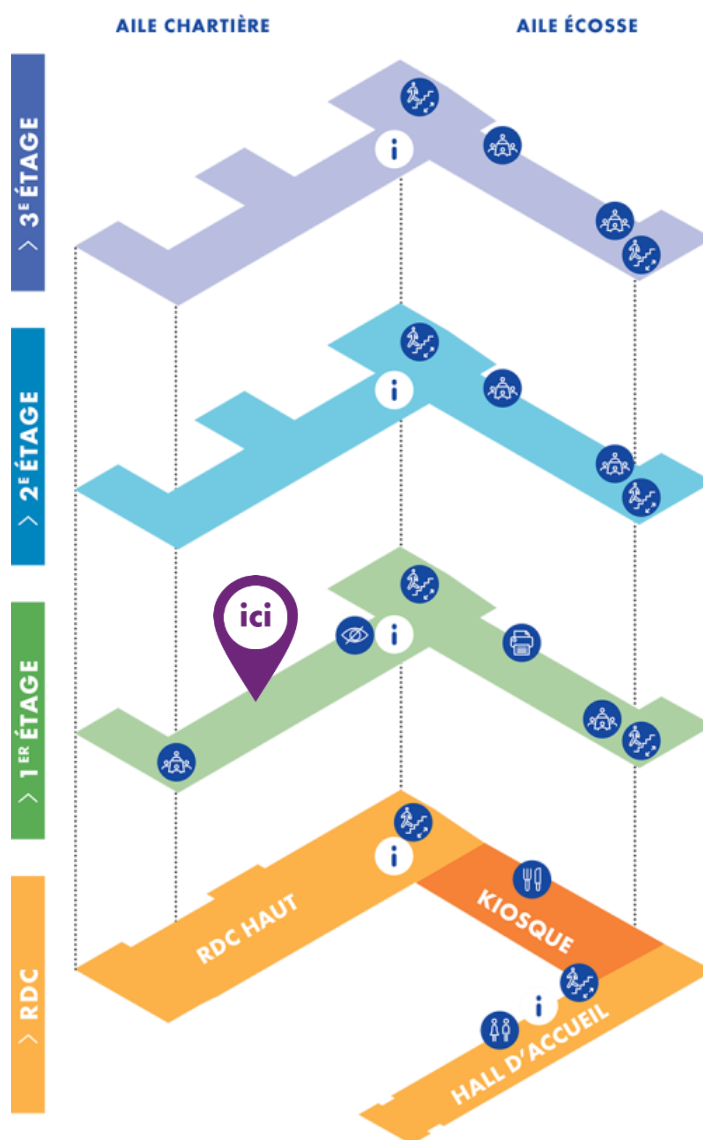 AILE CHARTIÈRE
AILE ÉCOSSE
> 3E ÉTAGE
i
> 2E ÉTAGE
i
ici
> 1ER ÉTAGE
i
> RDC
i
RDC HAUT
KIOSQUE
i
HALL D'ACCUEIL